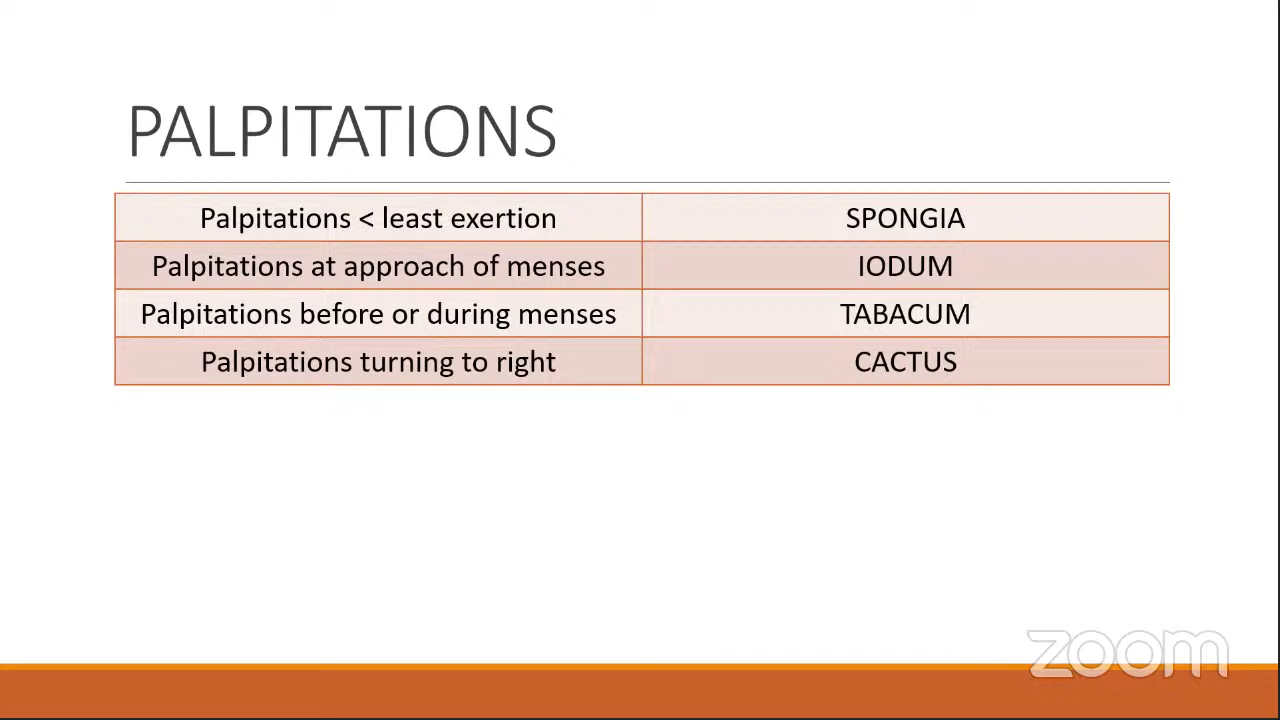 PALPITATIONS
Palpitations < least exertion SPONGIA
Palpitations at approach of menses IODUM
Palpitations before or during menses TABACUM
Palpitations turning to right CACTUS
zoom